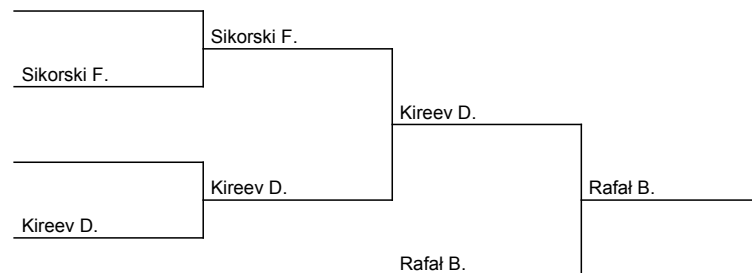 Sikorski F.
Sikorski F.
Kireev D.
Kireev D.
Rafał B.
Kireev D.
Rafał B.